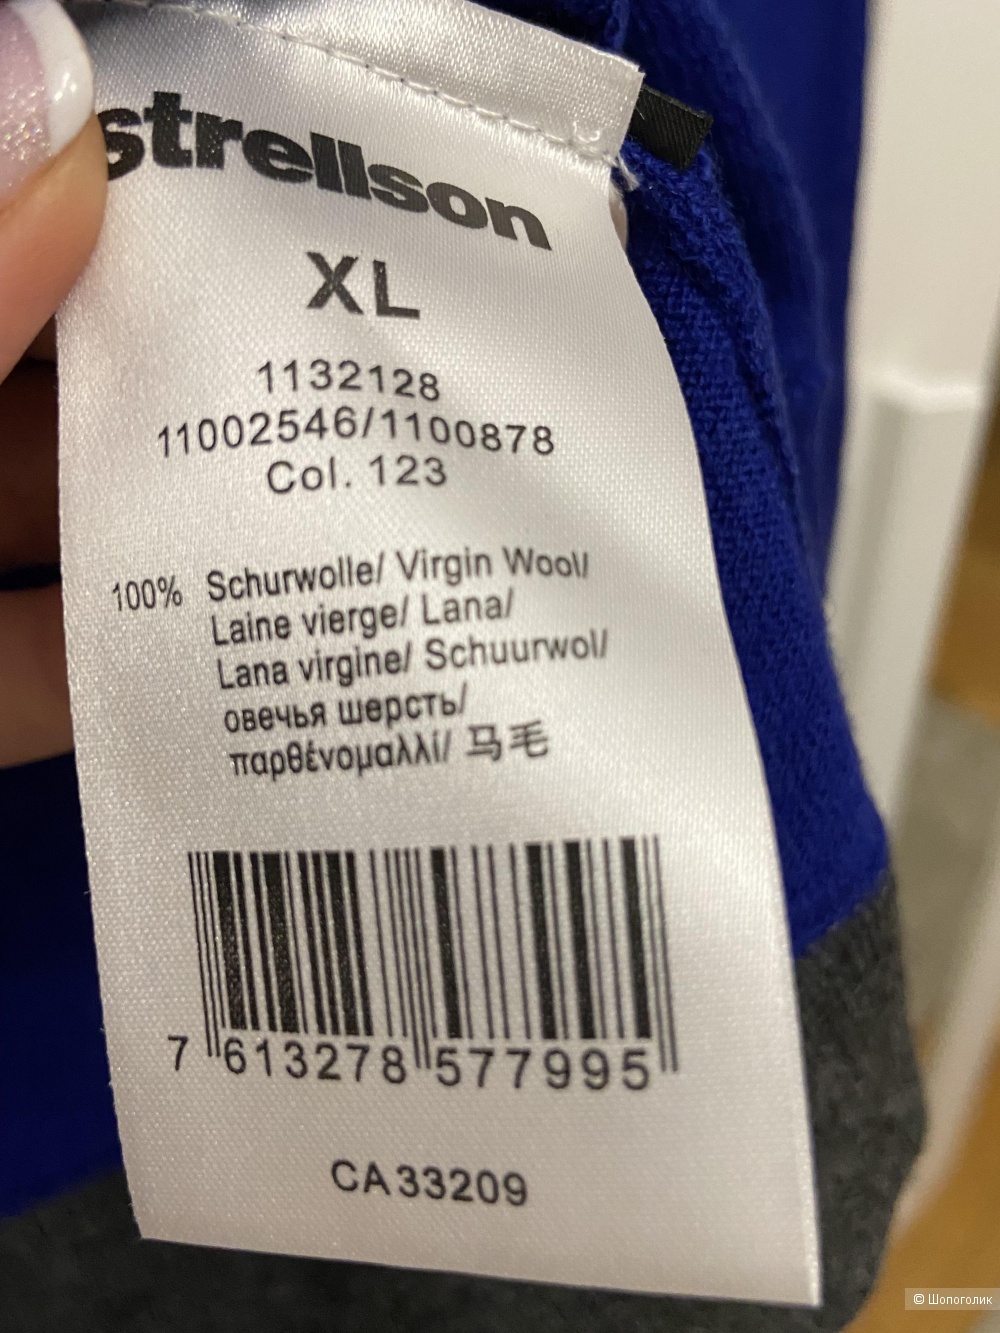 strellson
XL
1132128
11002546/1100878
Col. 123
100% Schurwolle/ Virgin Wool/
Laine vierge/ Lana/
Lana virgine/ Schuurwol/
овечья шерсть/
παρθένομαλλί/ 马毛
7 613278 577995
CA33209
© Шопоголик